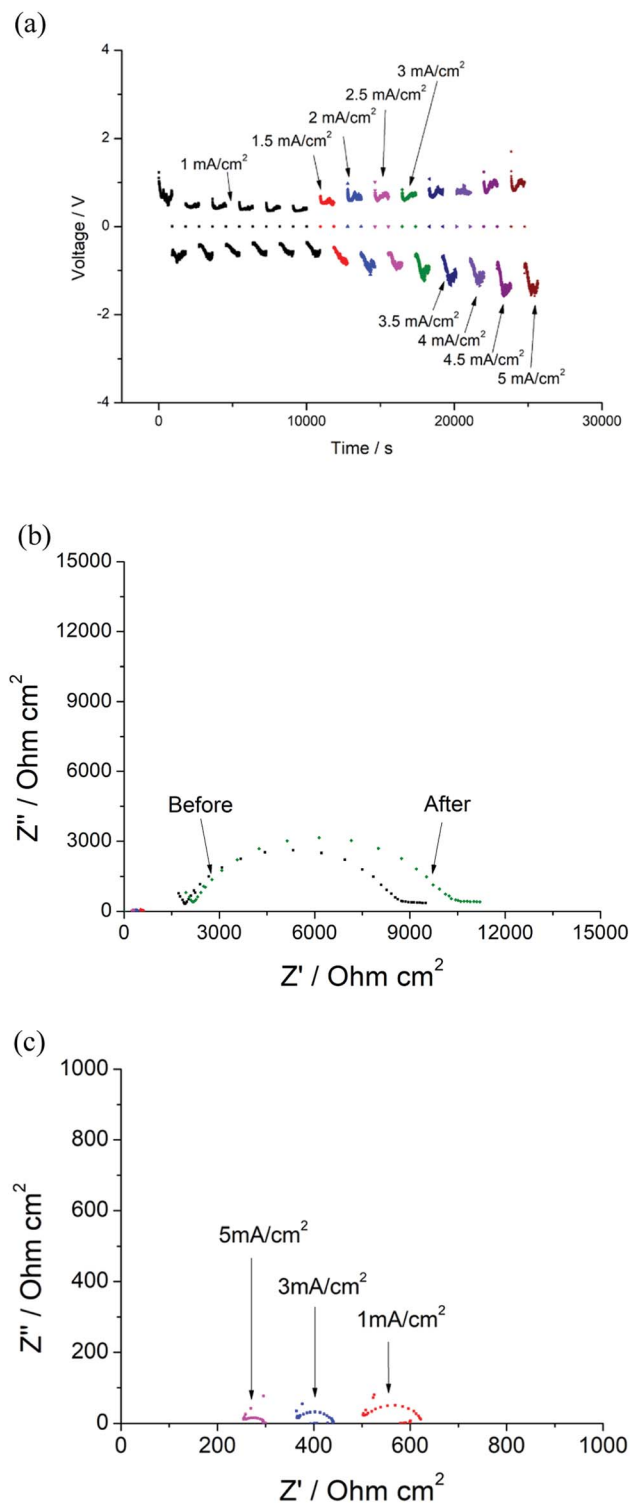 (a)
4
2
0
-2
-4
Voltage / V
1 mA/cm²
1.5 mA/cm²
2 mA/cm²
2.5 mA/cm²
3 mA/cm²
3.5 mA/cm²
4 mA/cm²
4.5 mA/cm²
5 mA/cm²
0
10000
20000
30000
Time / s
(b)
15000
12000
9000
6000
3000
0
Z'' / Ohm cm²
Before
After
0
3000
6000
9000
12000
15000
Z' / Ohm cm²
(c)
1000
800
600
400
200
0
Z'' / Ohm cm²
5mA/cm²
3mA/cm²
1mA/cm²
0
200
400
600
800
1000
Z' / Ohm cm²